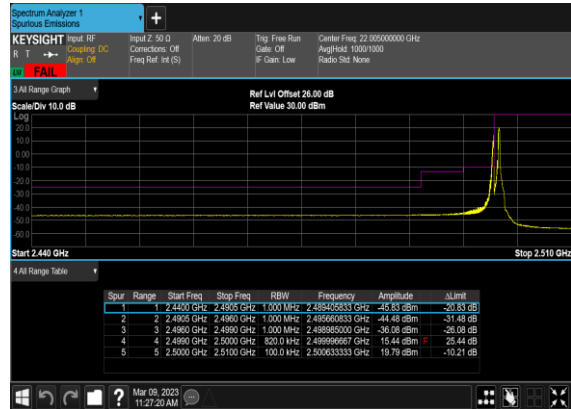 Spectrum Analyzer 1
Spurious Emissions
+
KEYSIGHT Input: RF Input Z: 50 Ω Atten: 20 dB Trig: Free Run Center Freq: 22.005000000 GHz
R T Coupling: DC Corrections: Off Gate: Off Avg|Hold: 1000/1000
Align: Off Freq Ref: Int (S) IF Gain: Low Radio Std: None
FAIL
3 All Range Graph
Ref Lvl Offset 26.00 dB
Scale/Div 10.0 dB Ref Value 30.00 dBm
Log
20.0
10.0
0.00
-10.0
-20.0
-30.0
-40.0
-50.0
-60.0
Start 2.440 GHz Stop 2.510 GHz
4 All Range Table
Spur Range Start Freq Stop Freq RBW Frequency Amplitude ΔLimit
1 1 2.4400 GHz 2.4905 GHz 1.000 MHz 2.489405833 GHz -45.83 dBm -20.83 dB
2 2 2.4905 GHz 2.4960 GHz 1.000 MHz 2.495660833 GHz -44.48 dBm -31.48 dB
3 3 2.4960 GHz 2.4990 GHz 1.000 MHz 2.498985000 GHz -36.08 dBm -26.08 dB
4 4 2.4990 GHz 2.5000 GHz 820.0 kHz 2.499996667 GHz 15.44 dBm F 25.44 dB
5 5 2.5000 GHz 2.5100 GHz 100.0 kHz 2.500633333 GHz 19.79 dBm -10.21 dB
? Mar 09, 2023
11:27:20 AM